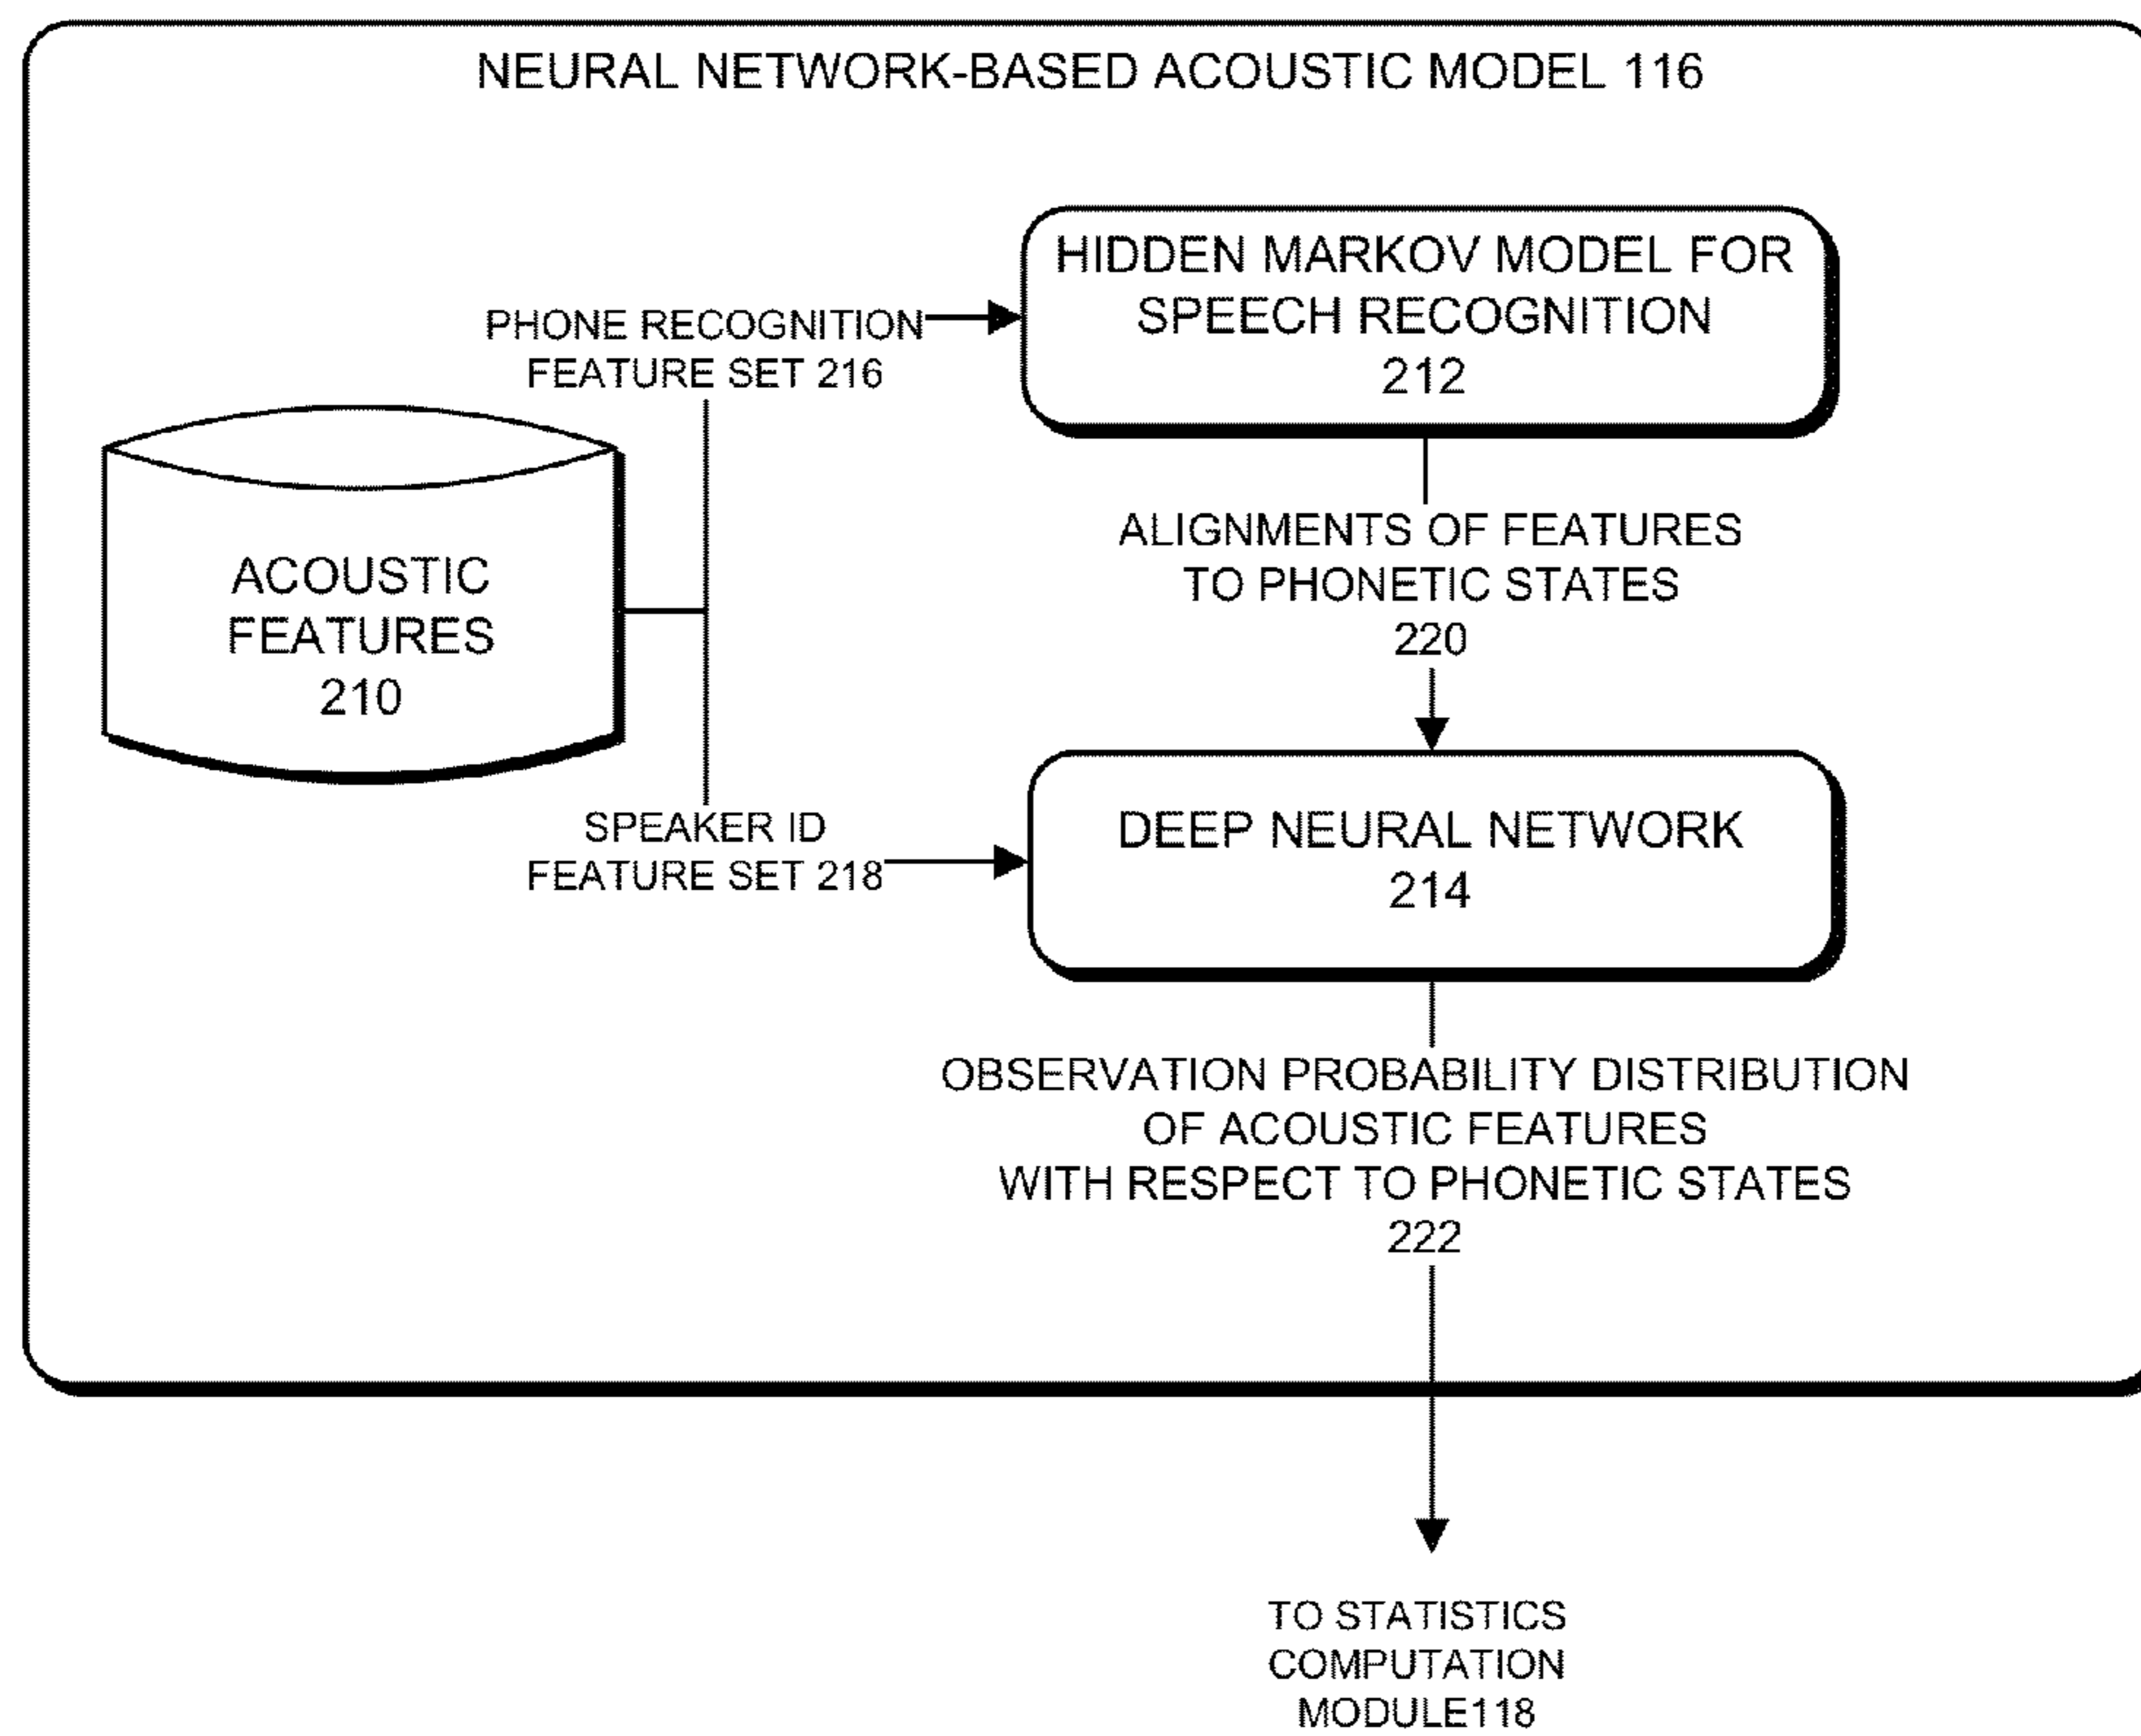 NEURAL NETWORK-BASED ACOUSTIC MODEL 116
HIDDEN MARKOV MODEL FOR
SPEECH RECOGNITION
212
PHONE RECOGNITION
FEATURE SET 216
ALIGNMENTS OF FEATURES
TO PHONETIC STATES
220
ACOUSTIC
FEATURES
210
SPEAKER ID
FEATURE SET 218
DEEP NEURAL NETWORK
214
OBSERVATION PROBABILITY DISTRIBUTION
OF ACOUSTIC FEATURES
WITH RESPECT TO PHONETIC STATES
222
TO STATISTICS
COMPUTATION
MODULE118